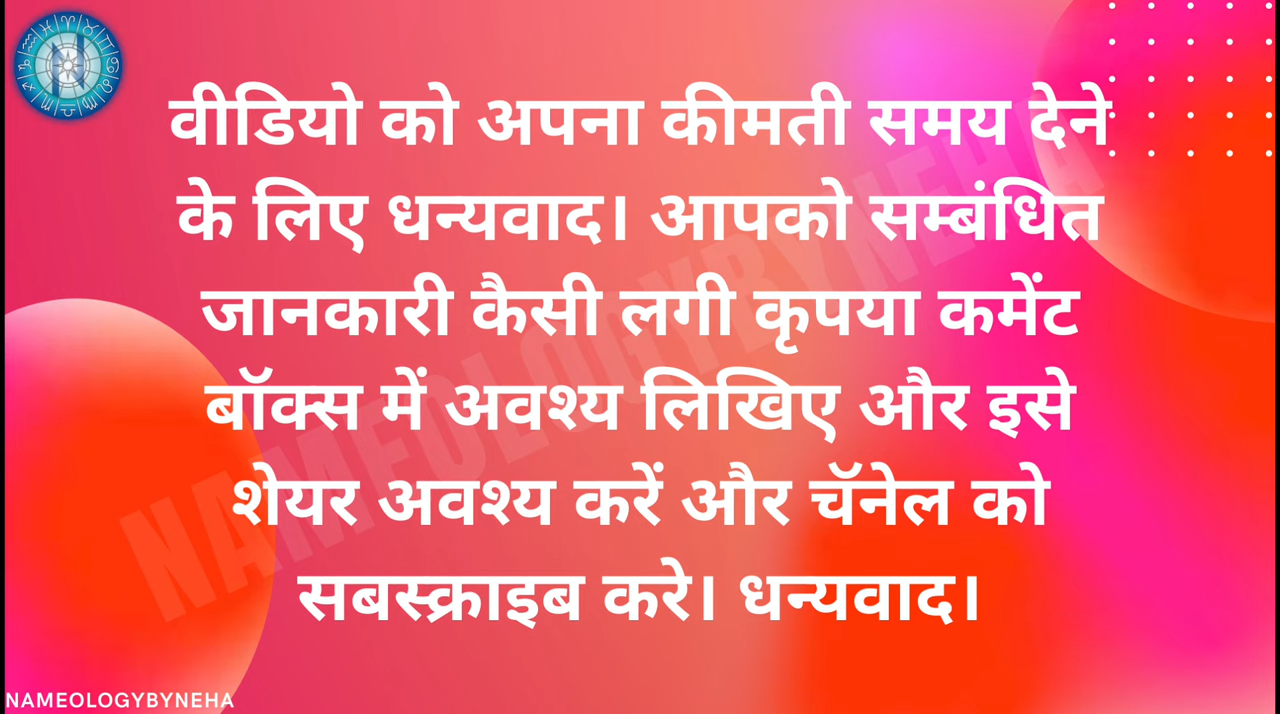 वीडियो को अपना कीमती समय देने
के लिए धन्यवाद। आपको सम्बंधित
जानकारी कैसी लगी कृपया कमेंट
बॉक्स में अवश्य लिखिए और इसे
शेयर अवश्य करें और चॅनेल को
सबस्क्राइब करे। धन्यवाद।
NAMEOLOGYBYNEHA
NAMEOLOGYBYNEHA